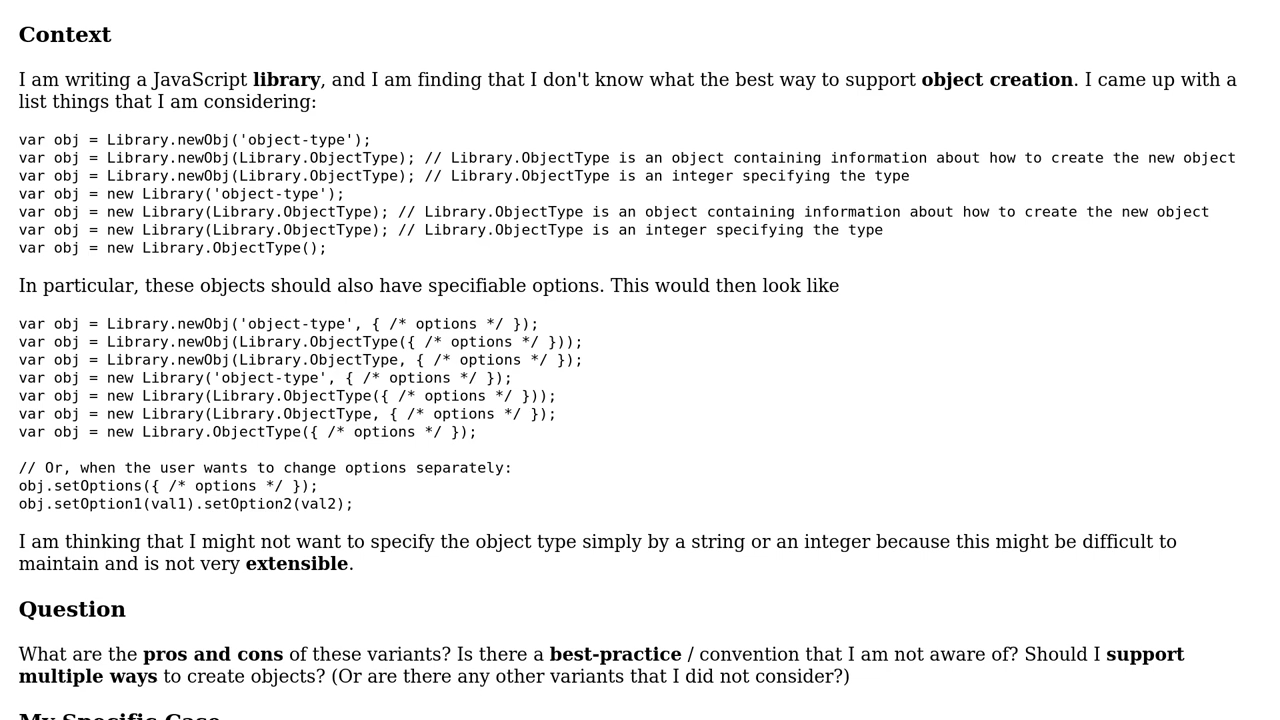 Context
I am writing a JavaScript library, and I am finding that I don't know what the best way to support object creation. I came up with a
list things that I am considering:
var obj = Library.newObj('object-type');
var obj = Library.newObj(Library.ObjectType); // Library.ObjectType is an object containing information about how to create the new object
var obj = Library.newObj(Library.ObjectType); // Library.ObjectType is an integer specifying the type
var obj = new Library('object-type');
var obj = new Library(Library.ObjectType); // Library.ObjectType is an object containing information about how to create the new object
var obj = new Library(Library.ObjectType); // Library.ObjectType is an integer specifying the type
var obj = new Library.ObjectType();
In particular, these objects should also have specifiable options. This would then look like
var obj = Library.newObj('object-type', { /* options */ });
var obj = Library.newObj(Library.ObjectType({ /* options */ }));
var obj = Library.newObj(Library.ObjectType, { /* options */ });
var obj = new Library('object-type', { /* options */ });
var obj = new Library(Library.ObjectType({ /* options */ }));
var obj = new Library(Library.ObjectType, { /* options */ });
var obj = new Library.ObjectType({ /* options */ });
// Or, when the user wants to change options separately:
obj.setOptions({ /* options */ });
obj.setOption1(val1).setOption2(val2);
I am thinking that I might not want to specify the object type simply by a string or an integer because this might be difficult to
maintain and is not very extensible.
Question
What are the pros and cons of these variants? Is there a best-practice / convention that I am not aware of? Should I support
multiple ways to create objects? (Or are there any other variants that I did not consider?)
My Specific Case